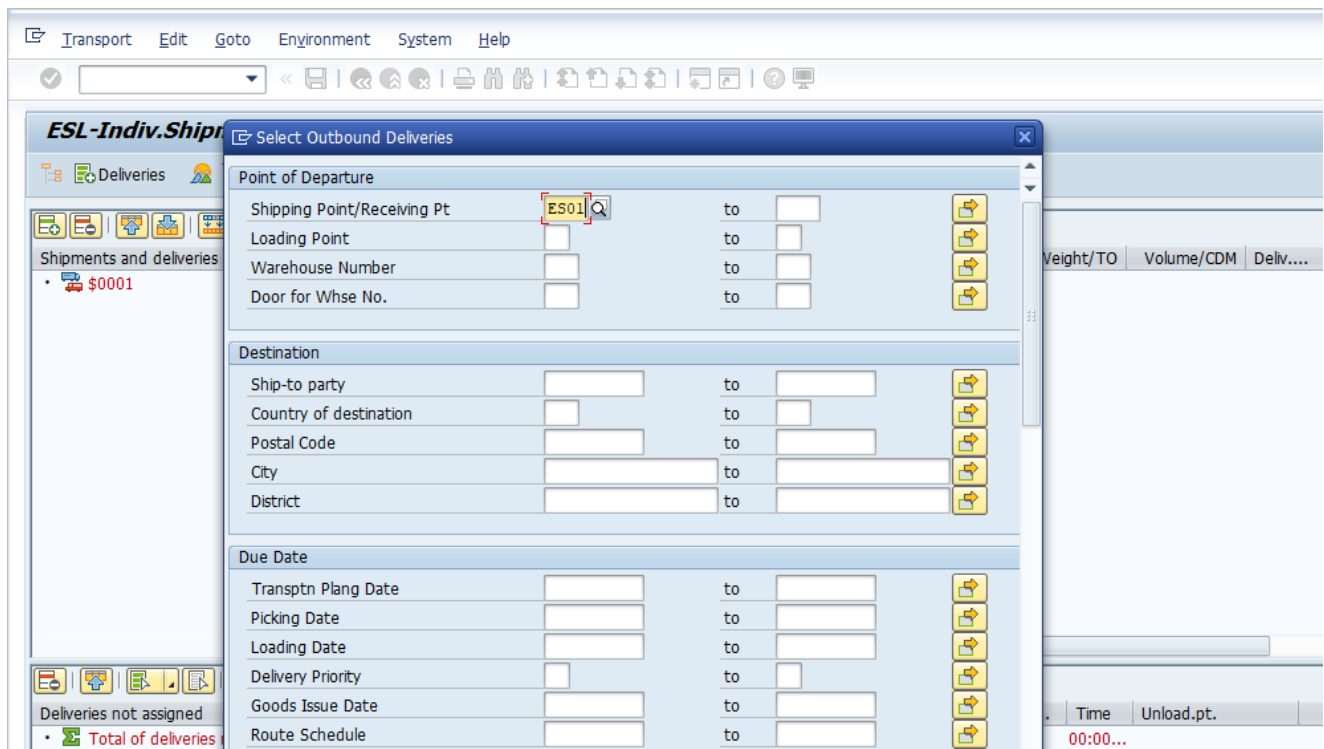 Transport Edit Goto Environment System Help
ESL-Indiv.Shipm
Select Outbound Deliveries
Deliveries
Point of Departure
Shipping Point/Receiving Pt ES01 to
Loading Point to
Shipments and deliveries Weight/TO Volume/CDM Deliv....
Warehouse Number to
$0001
Door for Whse No. to
Destination
Ship-to party to
Country of destination to
Postal Code to
City to
District to
Due Date
Transptn Plang Date to
Picking Date to
Loading Date to
Delivery Priority to
Goods Issue Date to
Deliveries not assigned . Time Unload.pt.
Route Schedule to
Total of deliveries 00:00...